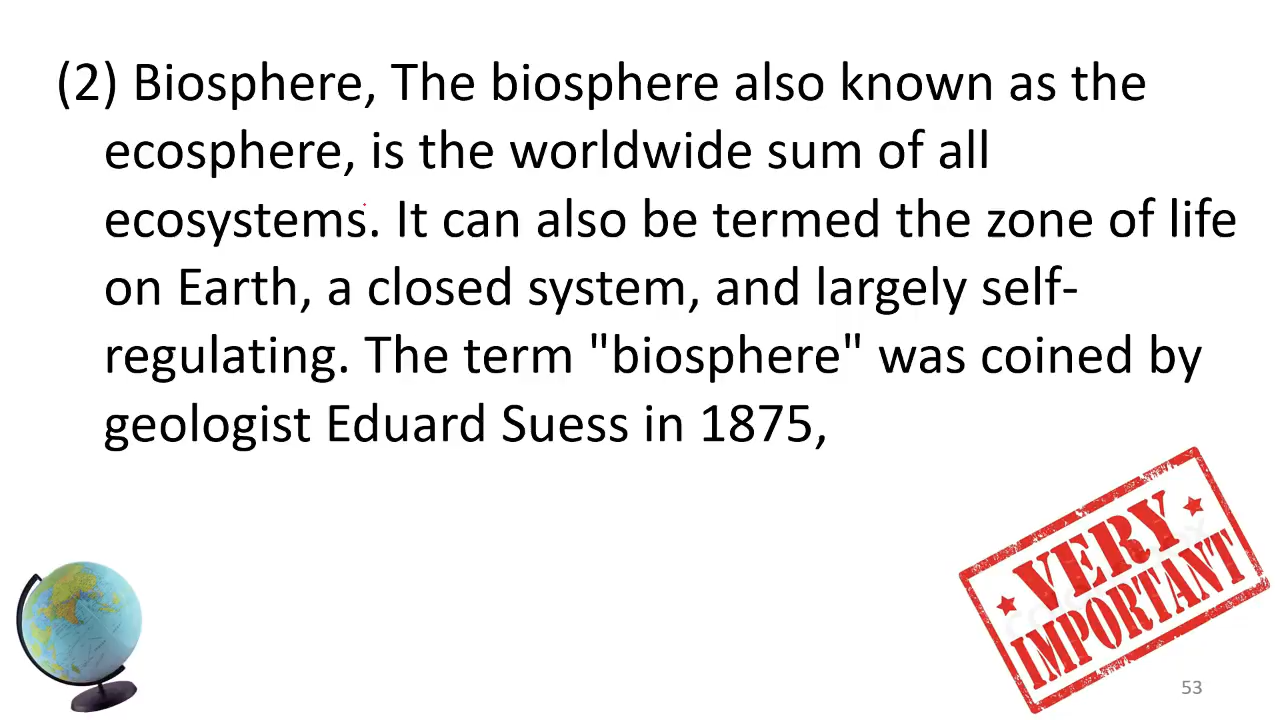 (2) Biosphere, The biosphere also known as the
ecosphere, is the worldwide sum of all
ecosystems. It can also be termed the zone of life
on Earth, a closed system, and largely self-
regulating. The term "biosphere" was coined by
geologist Eduard Suess in 1875,
VERY
IMPORTANT
53